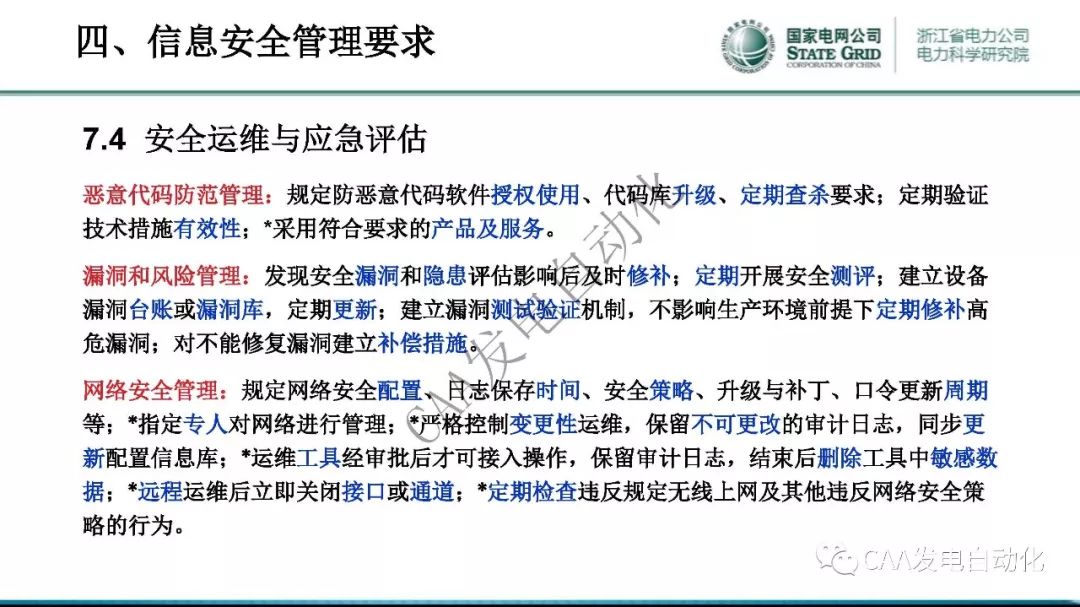 四、信息安全管理要求
国家电网公司
STATE GRID
CORPORATION OF CHINA
浙江省电力公司
电力科学研究院
7.4 安全运维与应急评估
恶意代码防范管理：规定防恶意代码软件授权使用、代码库升级、定期查杀要求；定期验证
技术措施有效性；*采用符合要求的产品及服务。
漏洞和风险管理：发现安全漏洞和隐患评估影响后及时修补；定期开展安全测评；建立设备
漏洞台账或漏洞库，定期更新；建立漏洞测试验证机制，不影响生产环境前提下定期修补高
危漏洞；对不能修复漏洞建立补偿措施。
网络安全管理：规定网络安全配置、日志保存时间、安全策略、升级与补丁、口令更新周期
等；*指定专人对网络进行管理；*严格控制变更性运维，保留不可更改的审计日志，同步更
新配置信息库；*运维工具经审批后才可接入操作，保留审计日志，结束后删除工具中敏感数
据；*远程运维后立即关闭接口或通道；*定期检查违反规定无线上网及其他违反网络安全策
略的行为。
CAA发电自动化
CAA发电自动化